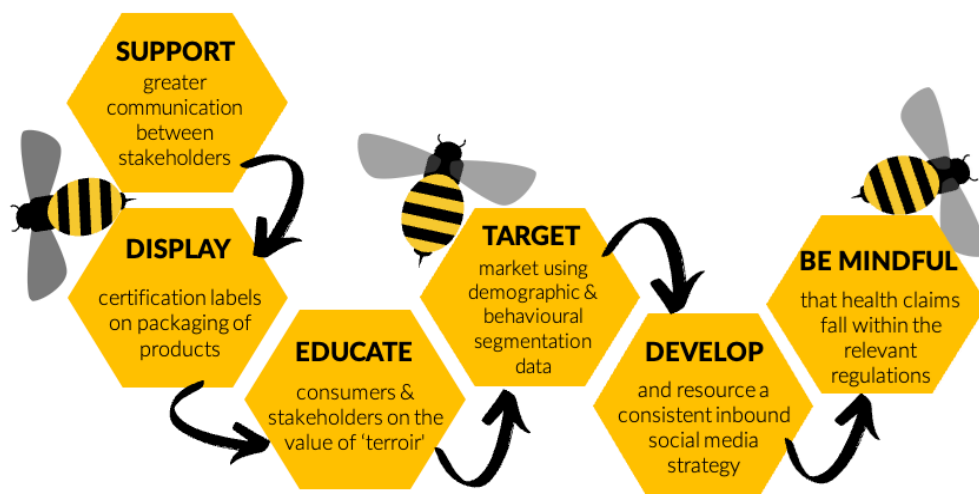 SUPPORT
greater
communication
between
stakeholders
DISPLAY
certification labels
on packaging of
products
EDUCATE
consumers &
stakeholders on the
value of ‘terroir'
TARGET
market using
demographic &
behavioural
segmentation
data
DEVELOP
and resource a
consistent inbound
social media
strategy
BE MINDFUL
that health claims
fall within the
relevant
regulations